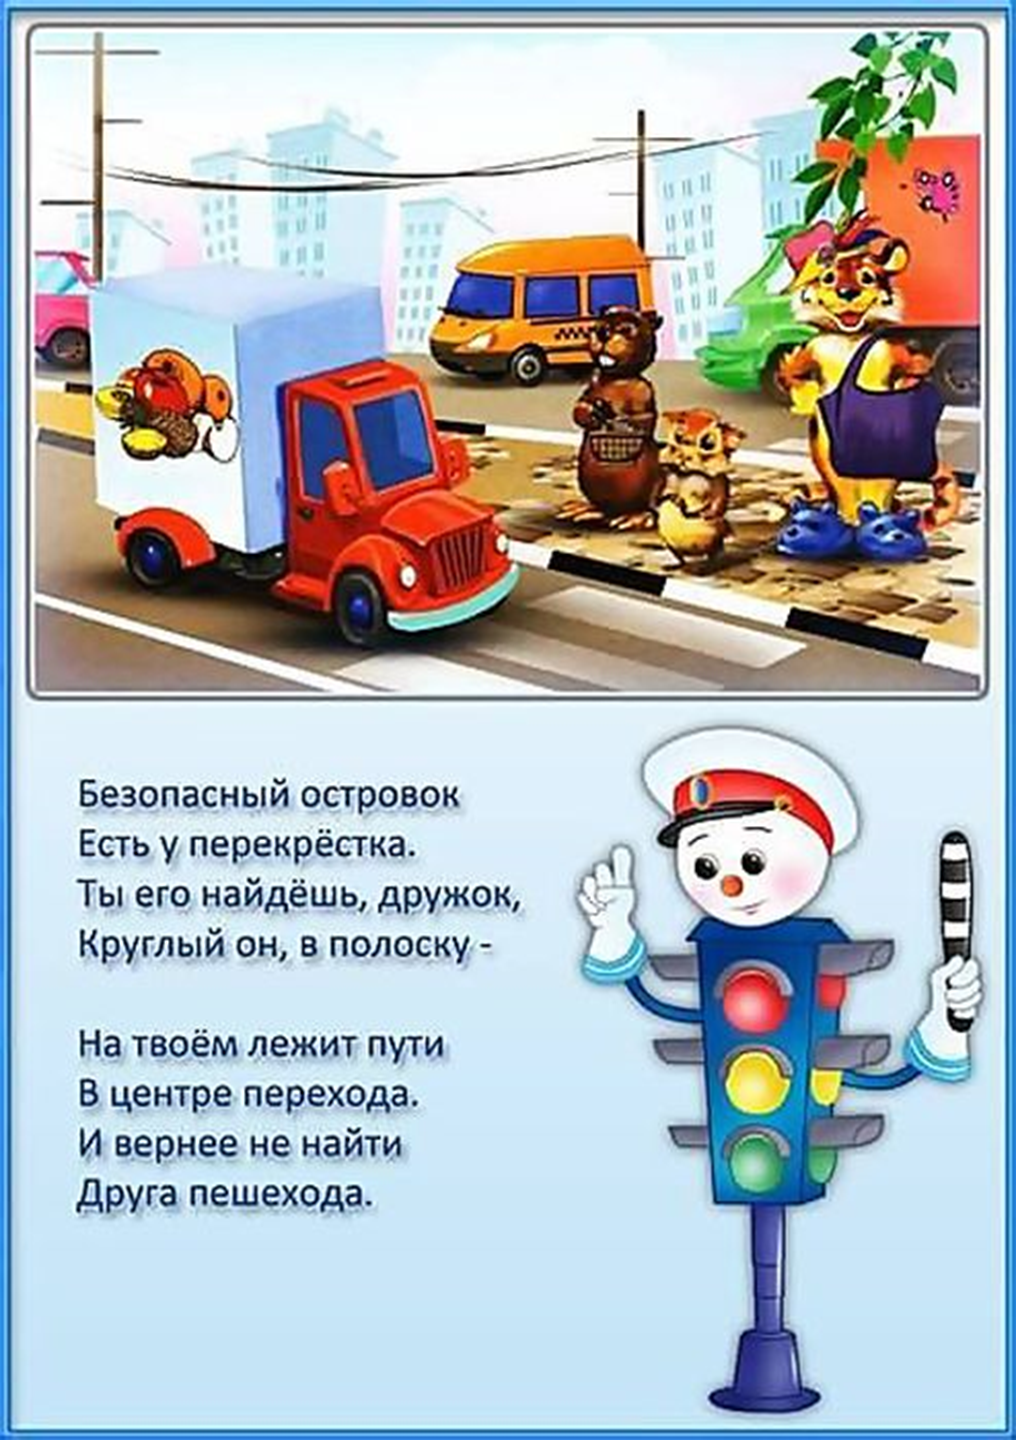 Безопасный островок
Есть у перекрёстка.
Ты его найдёшь, дружок,
Круглый он, в полоску -
На твоём лежит пути
В центре перехода.
И вернее не найти
Друга пешехода.